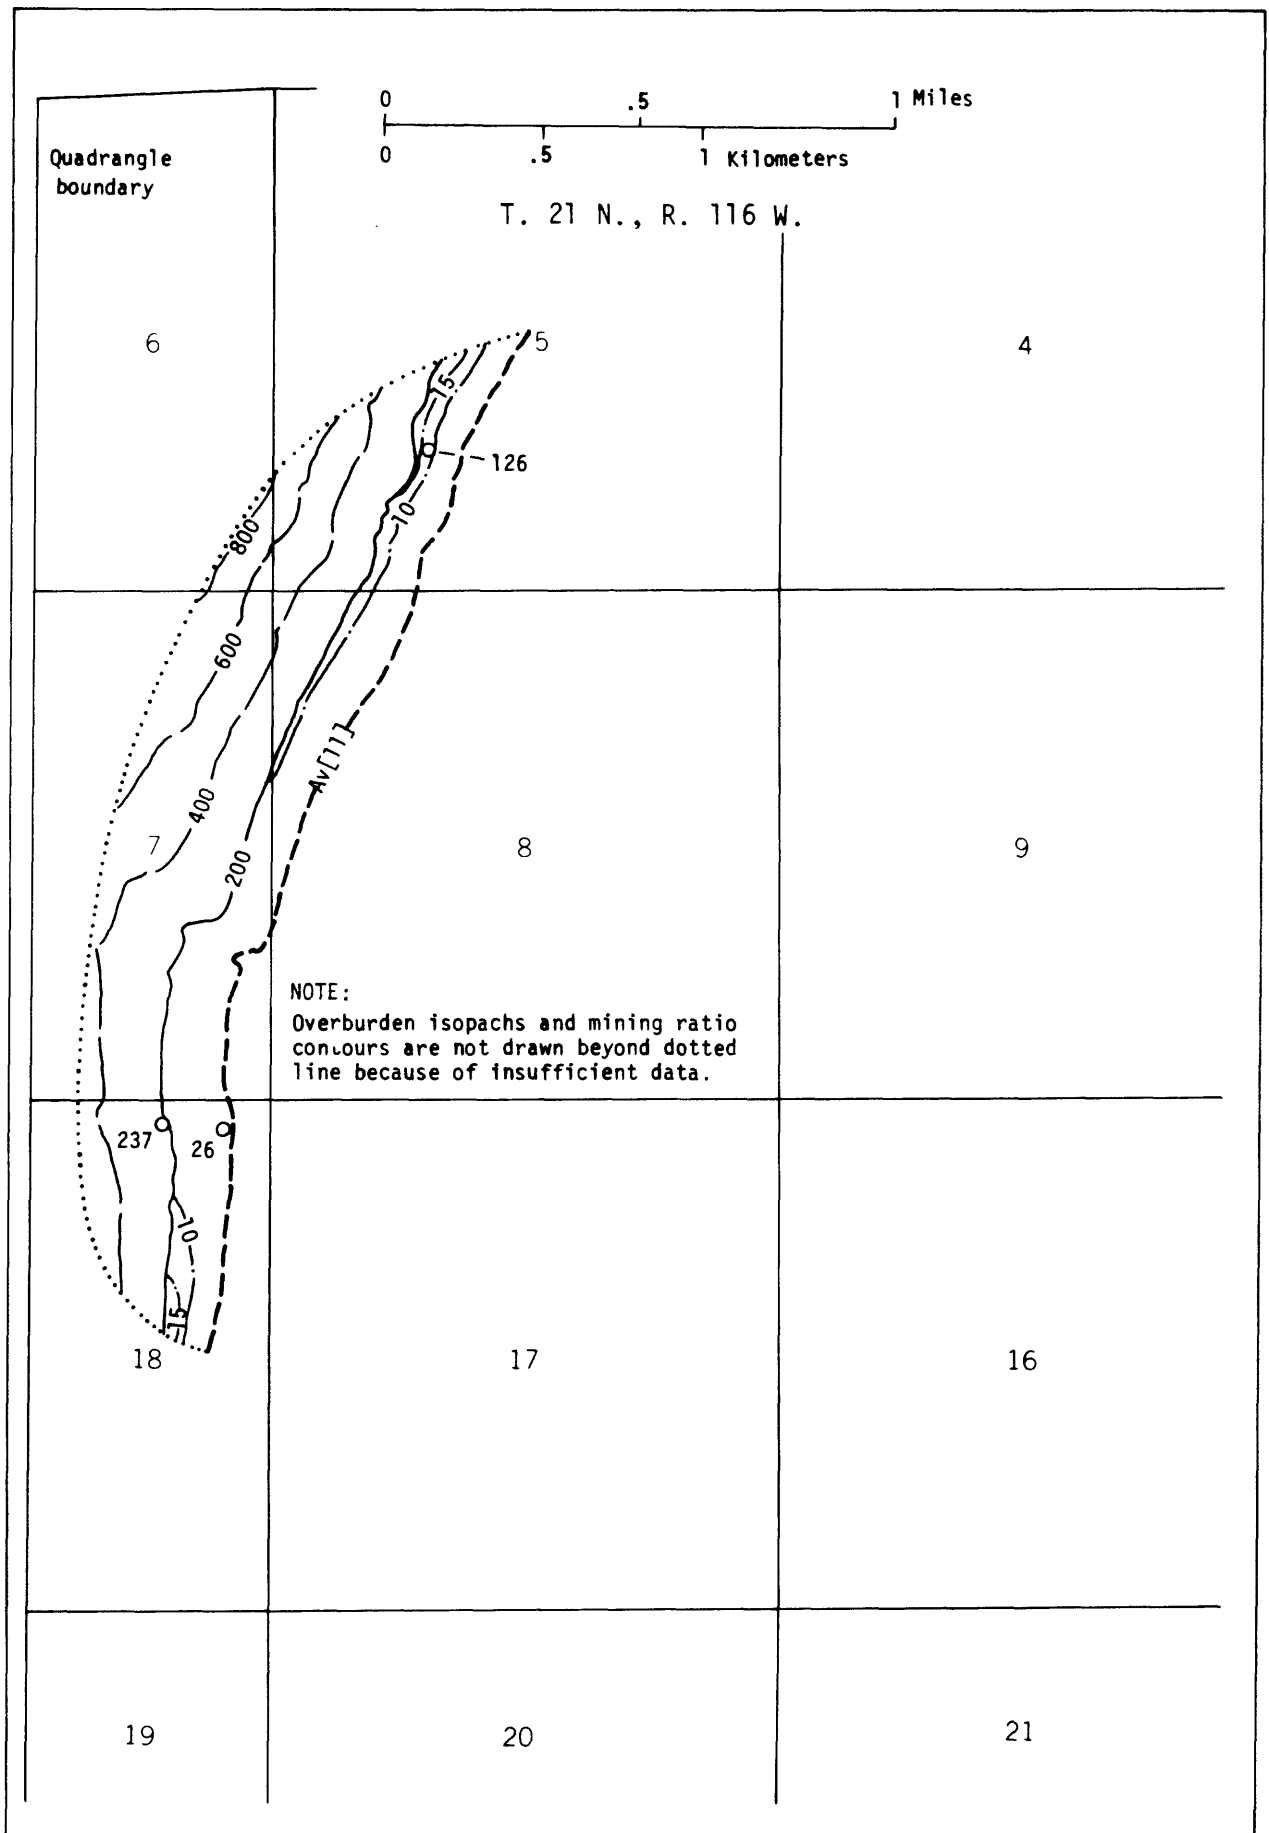 0 .5 1 Miles
0 .5 1 Kilometers
Quadrangle
boundary
T. 21 N., R. 116 W.
6
5
4
15
126
10
800
600
Av[11]
400
7
200
8
9
NOTE:
Overburden isopachs and mining ratio
contours are not drawn beyond dotted
line because of insufficient data.
237
26
10
15
18
17
16
19
20
21